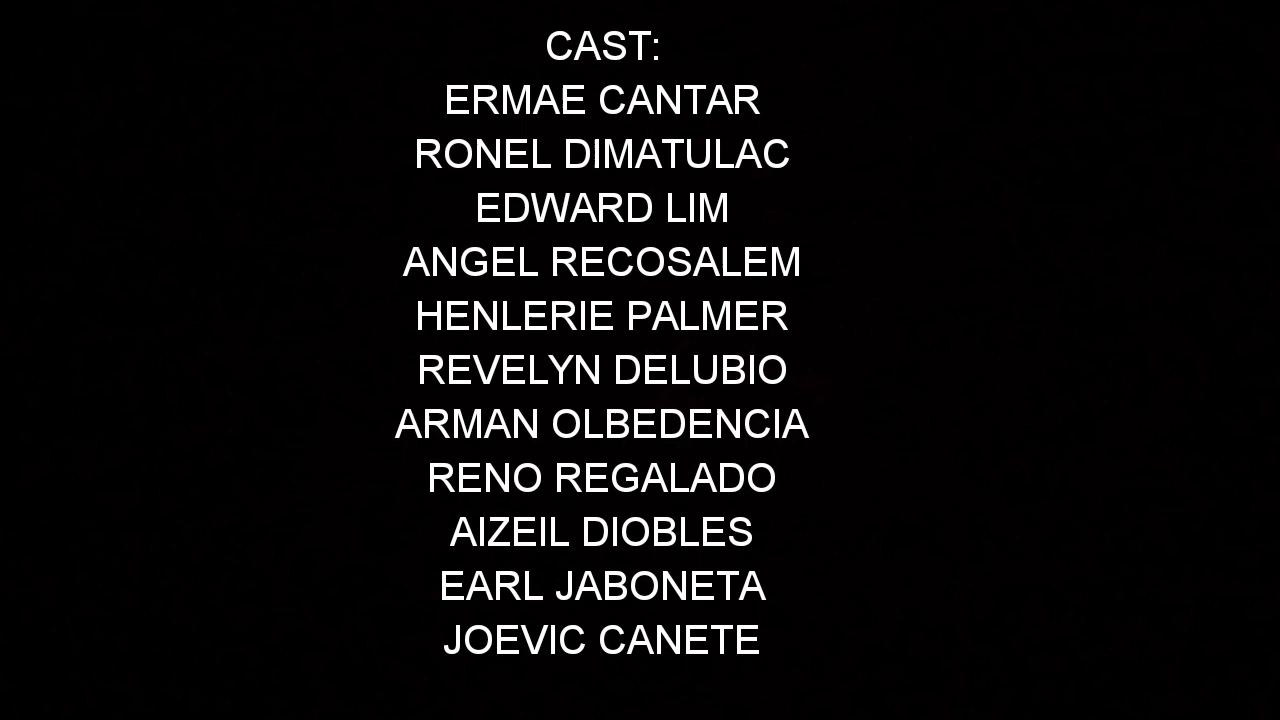 CAST:
ERMAE CANTAR
RONEL DIMATULAC
EDWARD LIM
ANGEL RECOSALEM
HENLERIE PALMER
REVELYN DELUBIO
ARMAN OLBEDENCIA
RENO REGALADO
AIZEIL DIOBLES
EARL JABONETA
JOEVIC CANETE